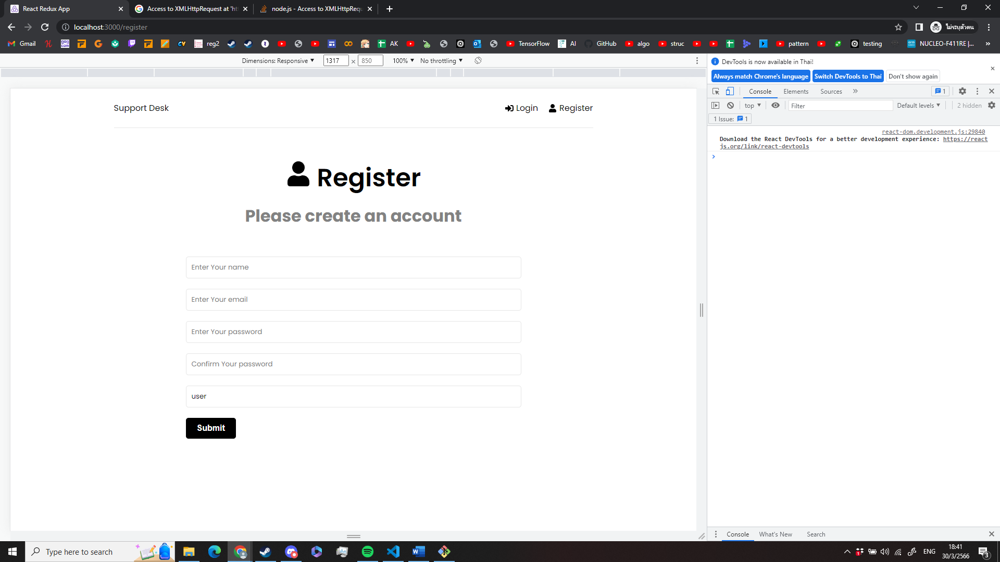 React Redux App
Access to XMLHttpRequest at 'ht
node.js - Access to XMLHttpRequ
localhost:3000/register
ไม่ระบุตัวตน
Gmail
reg2
AK
TensorFlow
AI
GitHub
algo
struc
pattern
testing
NUCLEO-F411RE |...
»
Dimensions: Responsive
1317 × 850
100%
No throttling
DevTools is now available in Thai!
Always match Chrome's language
Switch DevTools to Thai
Don't show again
Console
Elements
Sources
»
1
top
Filter
Default levels
2 hidden
1 Issue: 1
react-dom.development.js:29840
Download the React DevTools for a better development experience: https://react
js.org/link/react-devtools
Support Desk
Login
Register
Register
Please create an account
Enter Your name
Enter Your email
Enter Your password
Confirm Your password
user
Submit
Console
What's New
Search
Type here to search
ENG
18:41
30/3/2566
3